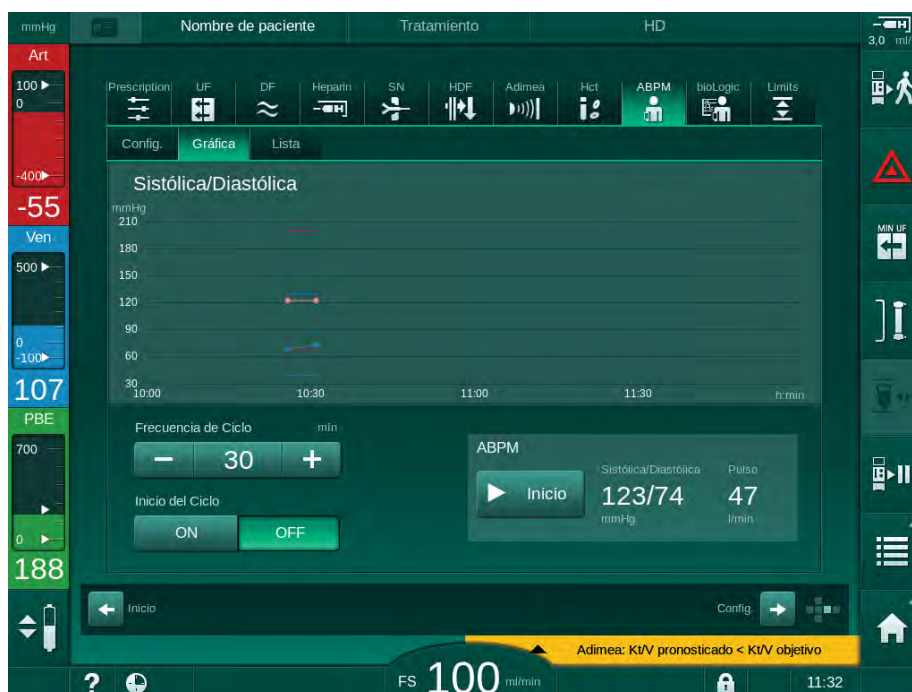 mmHg
Nombre de paciente
Tratamiento
HD
3,0 ml/
Art
100
0
-400
-55
Ven
500
0
-100
107
PBE
700
0
188
Prescription
UF
DF
Heparin
SN
HDF
Adimea
Hct
ABPM
bioLogic
Limits
Config.
Gráfica
Lista
Sistólica/Diastólica
mmHg
210
180
150
120
90
60
30
10:00
10:30
11:00
11:30
h:min
Frecuencia de Ciclo
min
30
Inicio del Ciclo
ON
OFF
ABPM
Inicio
Sistólica/Diastólica
123/74
mmHg
Pulso
47
l/min
MIN UF
Inicio
Config.
Adimea: Kt/V pronosticado < Kt/V objetivo
?
FS 100 ml/min
11:32